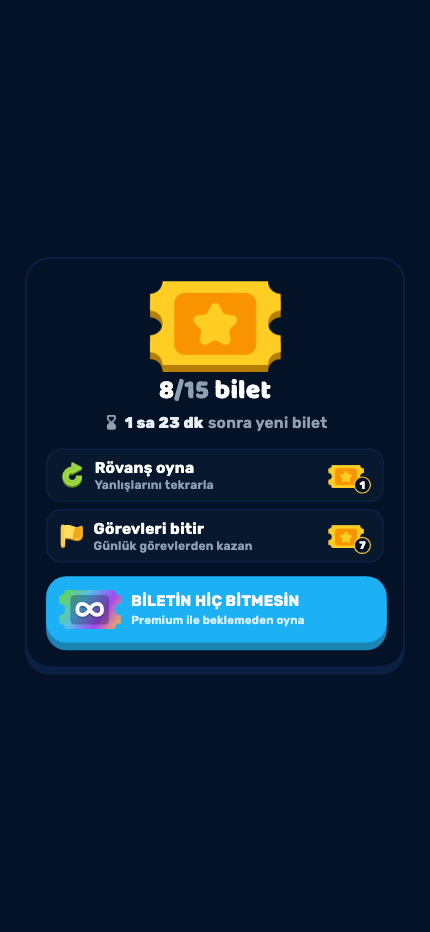 8/15 bilet
1 sa 23 dk sonra yeni bilet
Rövanş oyna
Yanlışlarını tekrarla
1
Görevleri bitir
Günlük görevlerden kazan
7
BİLETİN HİÇ BİTMESİN
Premium ile beklemeden oyna